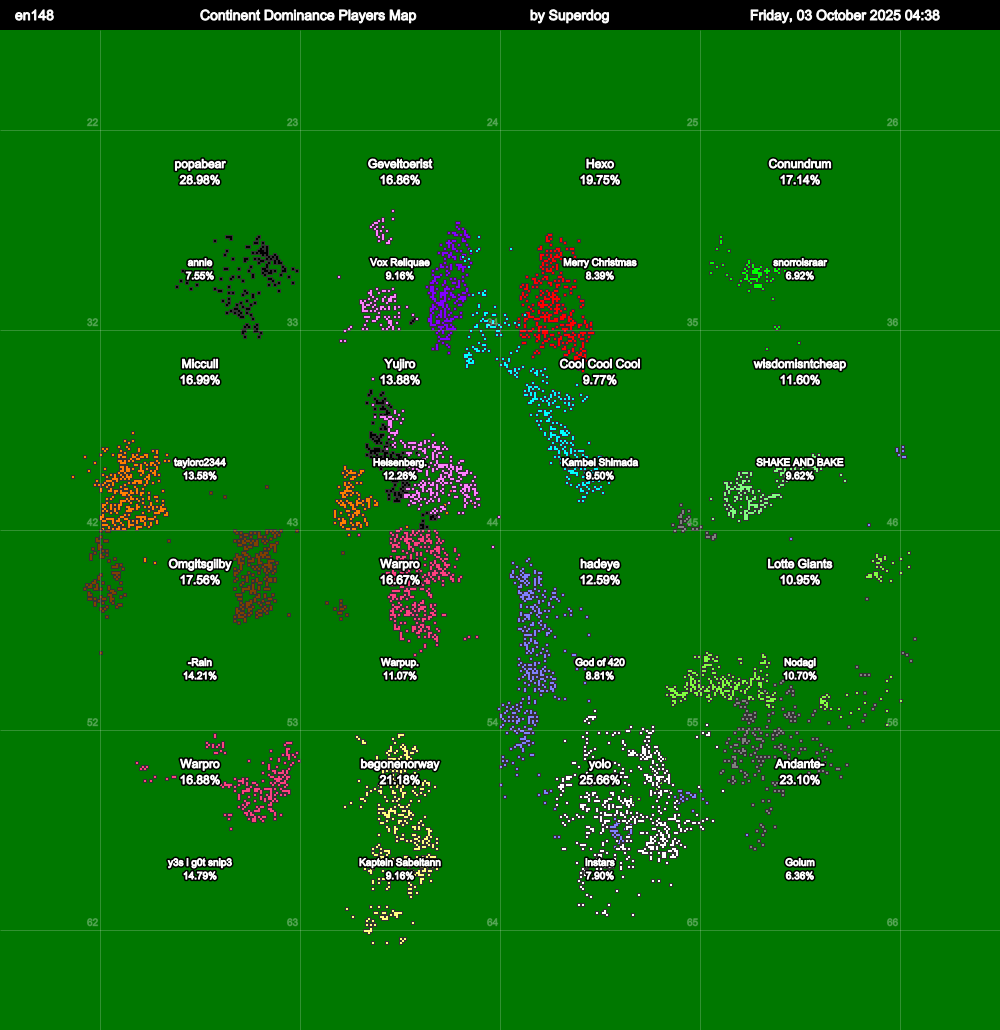 en148 Continent Dominance Players Map by Superdog Friday, 03 October 2025 04:38
22 23 24 25 26
popabear Geveltoerist Hexo Conundrum
28.98% 16.86% 19.75% 17.14%
annie Vox Reliquae Merry Christmas snorroisraar
7.55% 9.16% 8.39% 6.92%
32 33 35 36
Miccull Yujiro Cool Cool Cool wisdomisntcheap
16.99% 13.88% 9.77% 11.60%
taylorc2344 Heisenberg. Kambei Shimada SHAKE AND BAKE
13.58% 12.28% 9.50% 9.62%
42 43 44 45 46
OmgItsgilby Warpro hadeye Lotte Giants
17.56% 16.67% 12.59% 10.95%
-Rain Warpup. God of 420 Nodagi
14.21% 11.07% 8.81% 10.70%
52 53 54 55 56
Warpro begonenorway yolo Andante-
16.88% 21.18% 25.66% 23.10%
y3s i g0t snip3 Kaptein Sabeltann Instars Golum
14.79% 9.16% 7.90% 6.36%
62 63 64 65 66